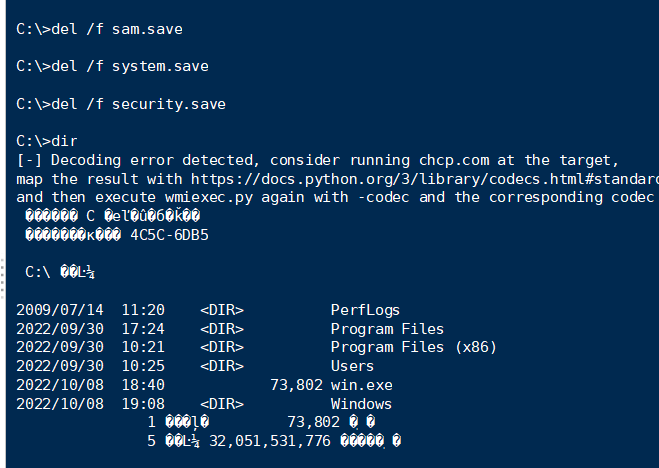 C:\>del /f sam.save
C:\>del /f system.save
C:\>del /f security.save
C:\>dir
[-] Decoding error detected, consider running chcp.com at the target,
map the result with https://docs.python.org/3/library/codecs.html#standard
and then execute wmiexec.py again with -codec and the corresponding codec
������ C �eľ�û�б�ǩ��
�������к��� 4C5C-6DB5
C:\ ��Ŀ¼
2009/07/14 11:20 <DIR> PerfLogs
2022/09/30 17:24 <DIR> Program Files
2022/09/30 10:21 <DIR> Program Files (x86)
2022/09/30 10:25 <DIR> Users
2022/10/08 18:40 73,802 win.exe
2022/10/08 19:08 <DIR> Windows
1 ���ļ� 73,802 � �
5 ��Ŀ¼ 32,051,531,776 ����� �